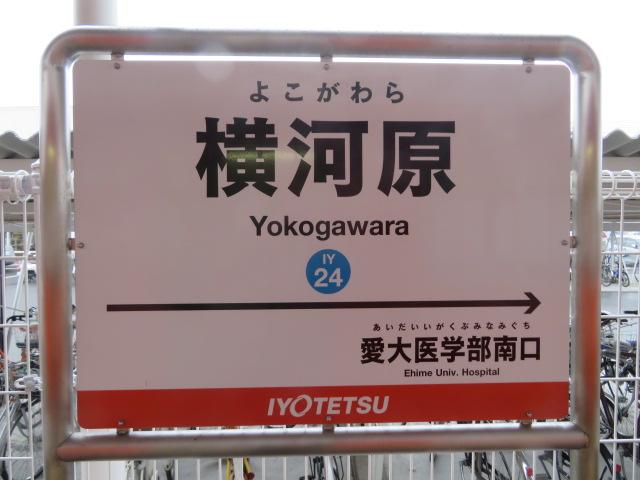 よこがわら
横河原
Yokogawara
IY
24
あいだいいがくぶみなみぐち
愛大医学部南口
Ehime Univ. Hospital
IYOTETSU